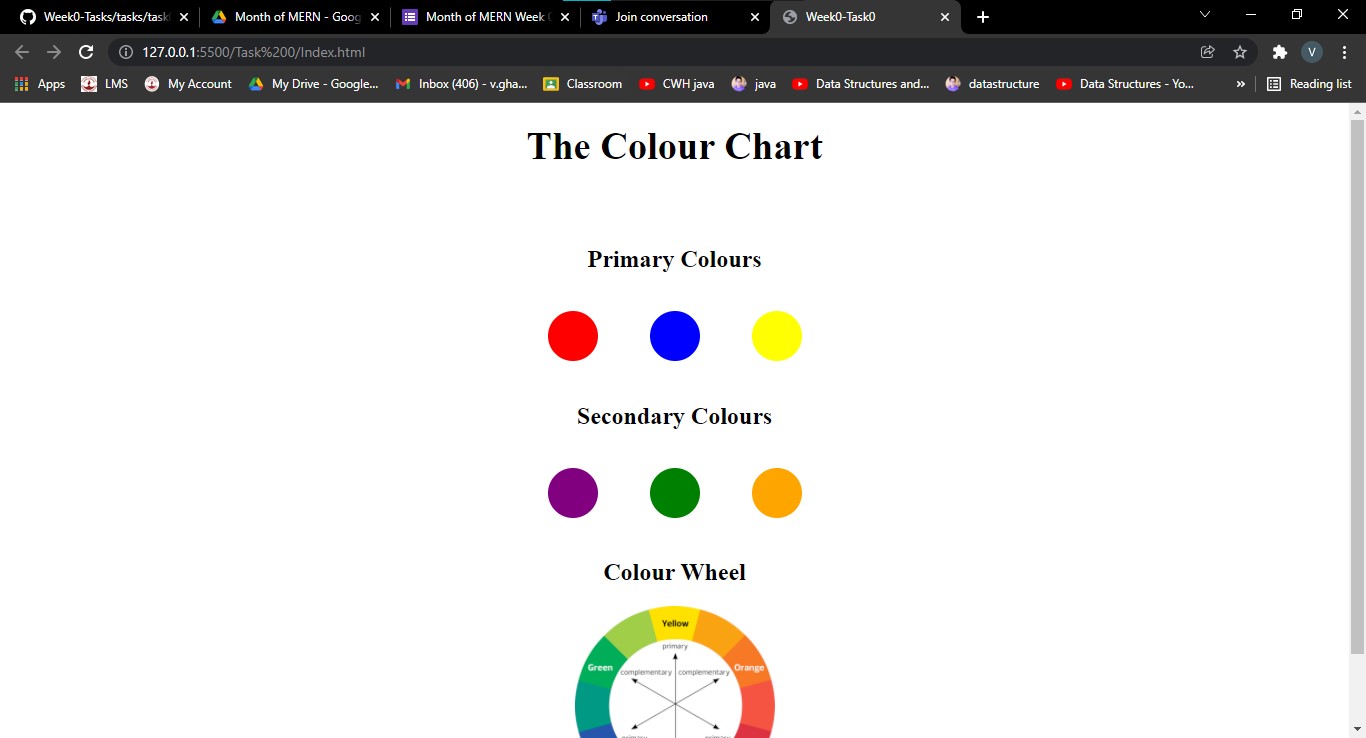 Week0-Tasks/tasks/task
Month of MERN - Goog
Month of MERN Week
Join conversation
Week0-Task0
127.0.0.1:5500/Task%200/Index.html
V
Apps
LMS
My Account
My Drive - Google...
Inbox (406) - v.gha...
Classroom
CWH java
java
Data Structures and...
datastructure
Data Structures - Yo...
»
Reading list
The Colour Chart
Primary Colours
Secondary Colours
Colour Wheel
Yellow
primary
Green
complementary
complementary
Orange